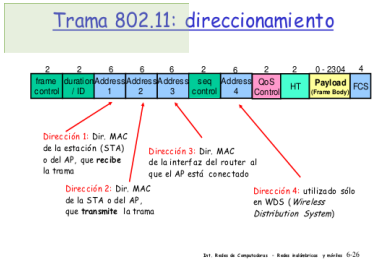 Trama 802.11: direccionamiento
2 2 6 6 6 2 6 2 2 0 - 2304 4
frame control
duration / ID
Address 1
Address 2
Address 3
seq control
Address 4
QoS Control
HT
Payload (Frame Body)
FCS
Dirección 1: Dir. MAC
de la estación (STA)
o del AP, que recibe
la trama
Dirección 2: Dir. MAC
de la STA o del AP,
que transmite la trama
Dirección 3: Dir. MAC
de la interfaz del router al
que el AP está conectado
Dirección 4: utilizado sólo
en WDS (Wireless
Distribution System)
Int. Redes de Computadoras - Redes inalámbricas y móviles 6-26